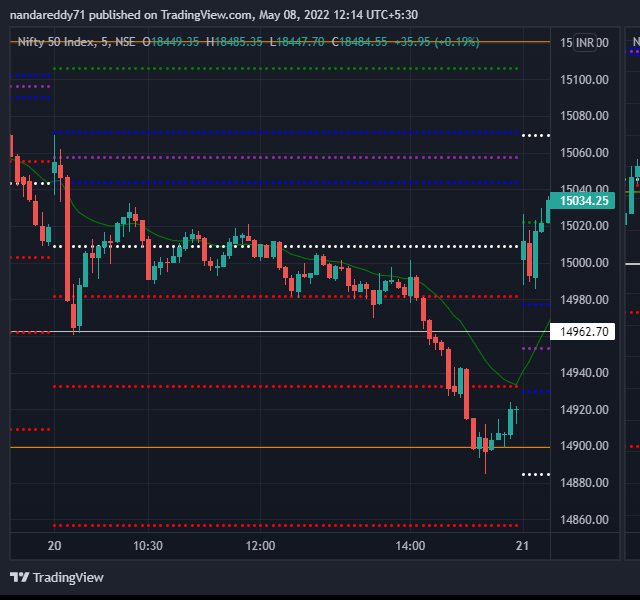 nandareddy71 published on TradingView.com, May 08, 2022 12:14 UTC+5:30
Nifty 50 Index, 5, NSE O18449.35 H18485.35 L18447.70 C18484.55 +35.95 (+0.19%)
INR
15100.00
15080.00
15060.00
15040.00
15034.25
15020.00
15000.00
14980.00
14962.70
14940.00
14920.00
14900.00
14880.00
14860.00
20 10:30 12:00 14:00 21
TradingView